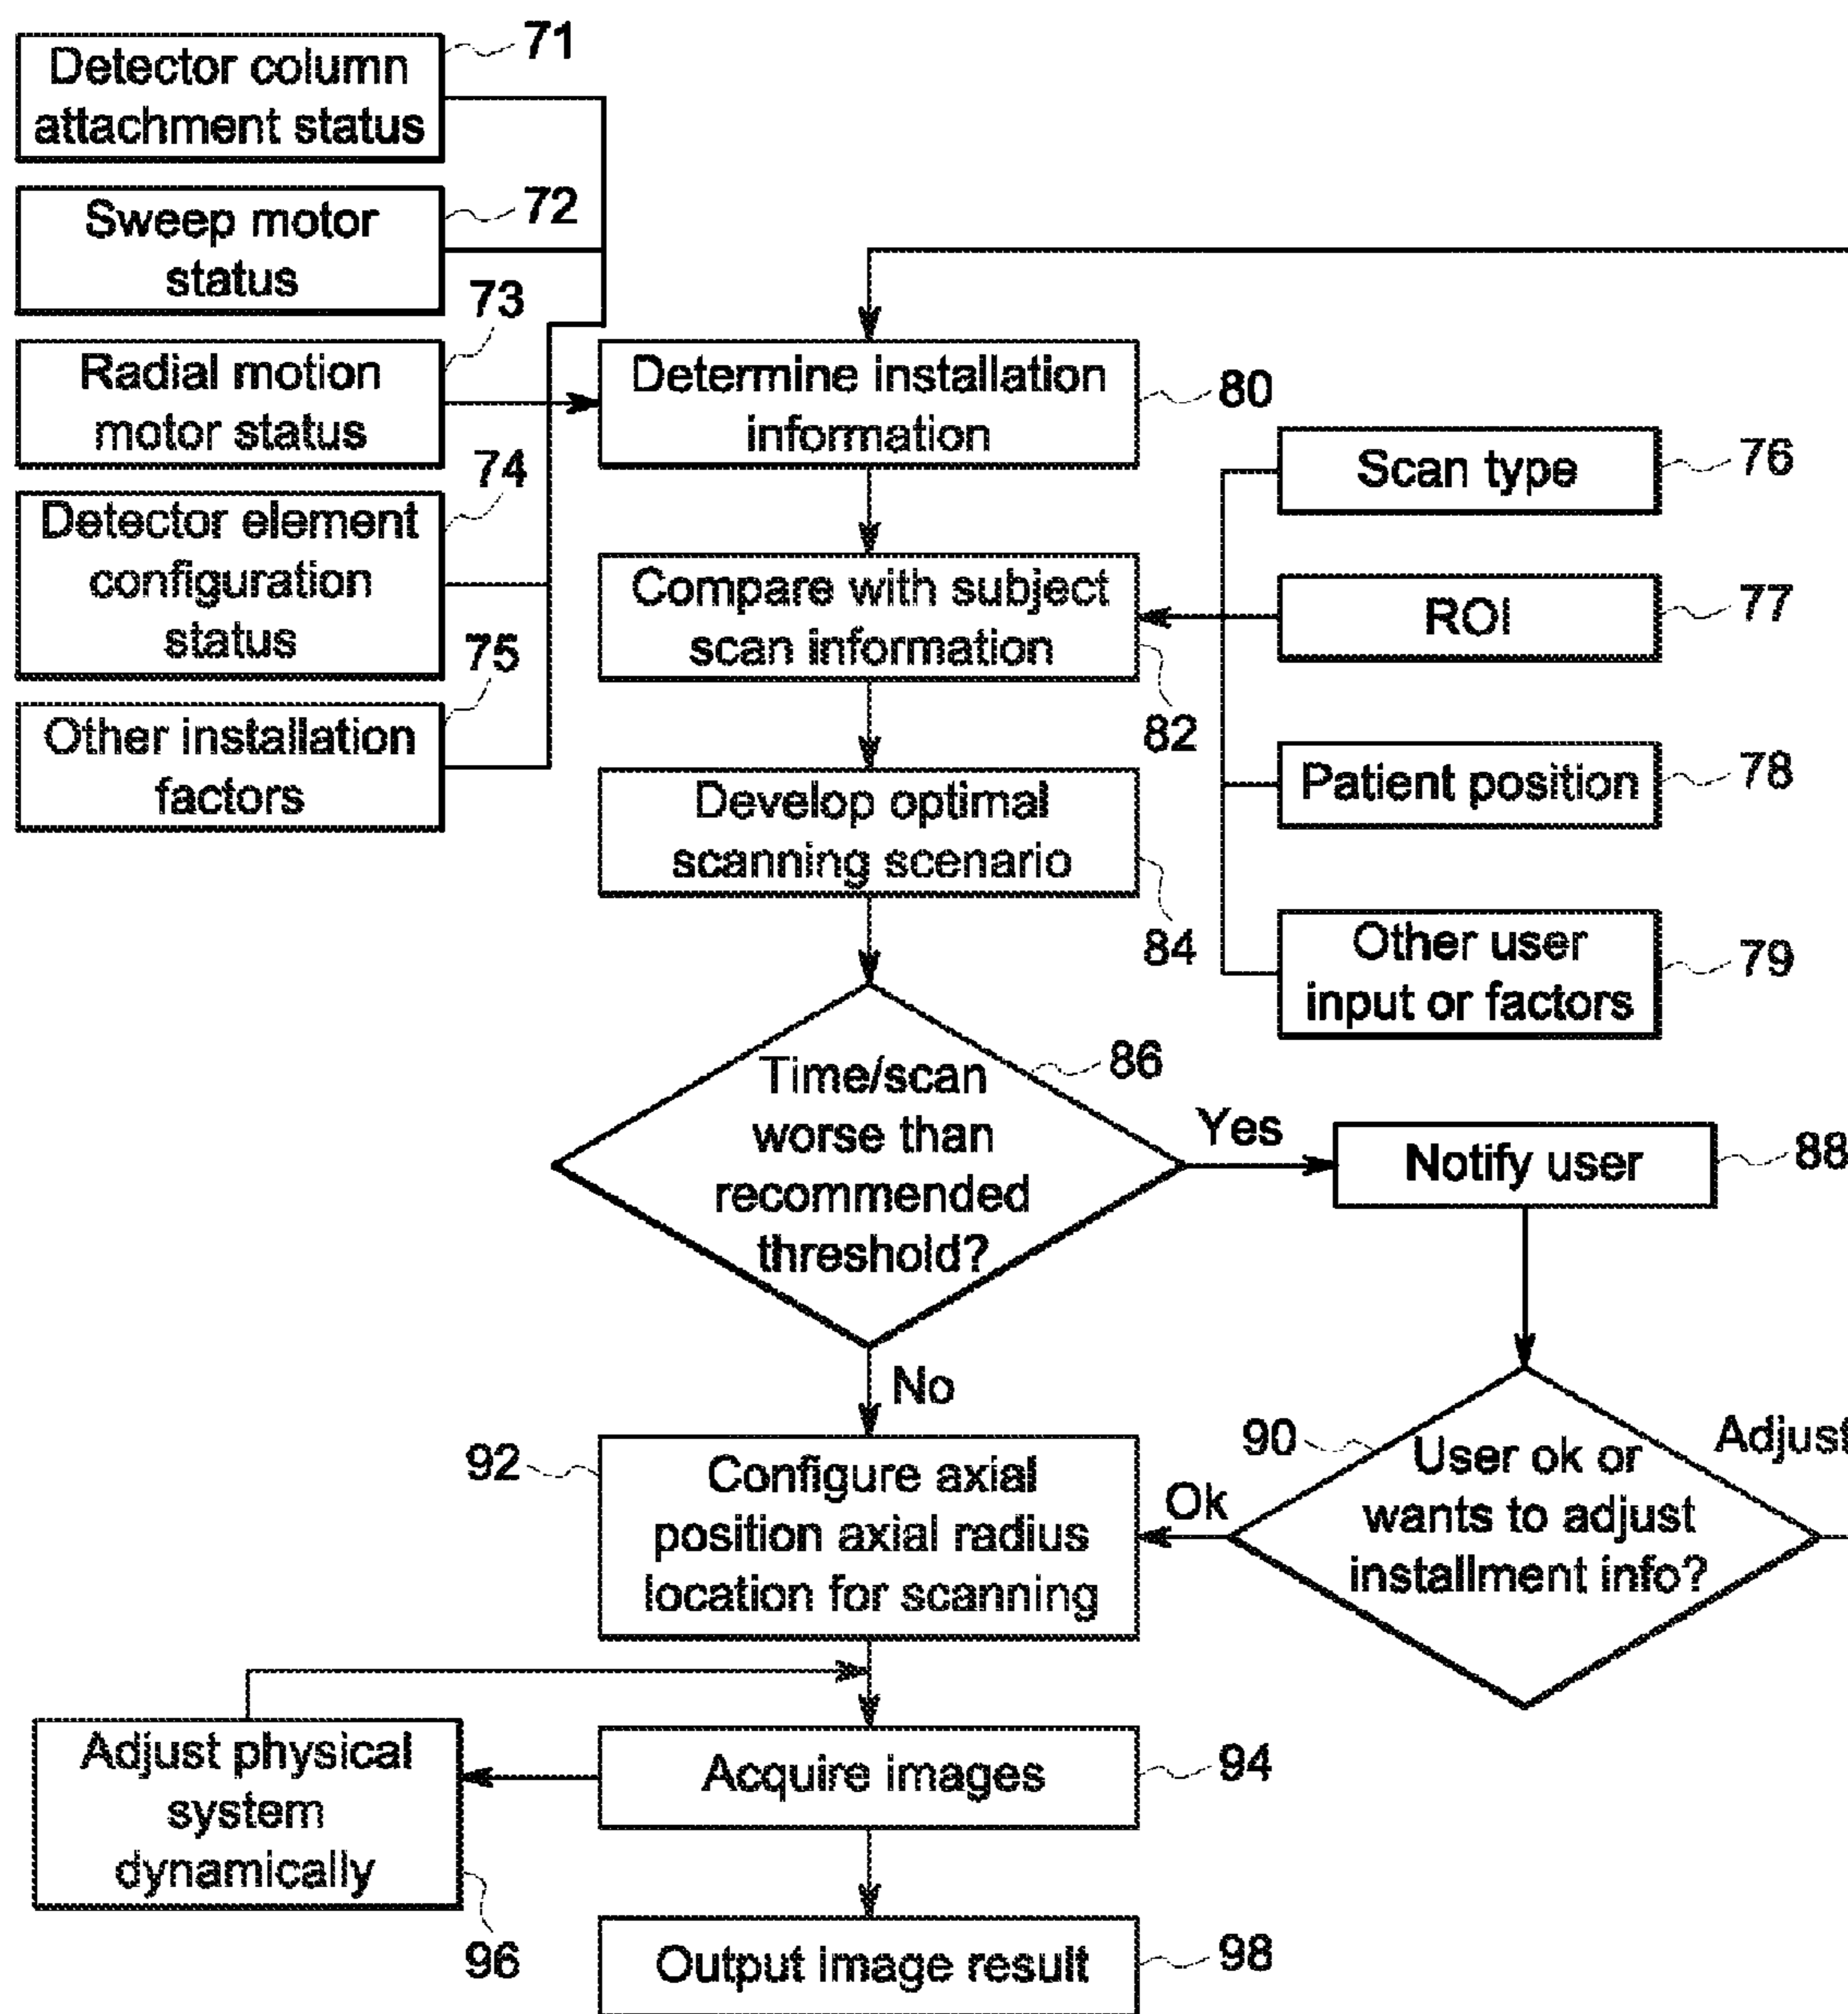 Detector column
attachment status
71
Sweep motor
status
72
Radial motion
motor status
73
Detector element
configuration
status
74
Other installation
factors
75
Determine installation
information
80
Compare with subject
scan information
82
Scan type
76
ROI
77
Patient position
78
Other user
input or factors
79
Develop optimal
scanning scenario
84
Time/scan
worse than
recommended
threshold?
86
Yes
Notify user
88
No
90
User ok or
wants to adjust
installment info?
Adjust
Ok
92
Configure axial
position axial radius
location for scanning
Adjust physical
system
dynamically
96
Acquire images
94
Output image result
98